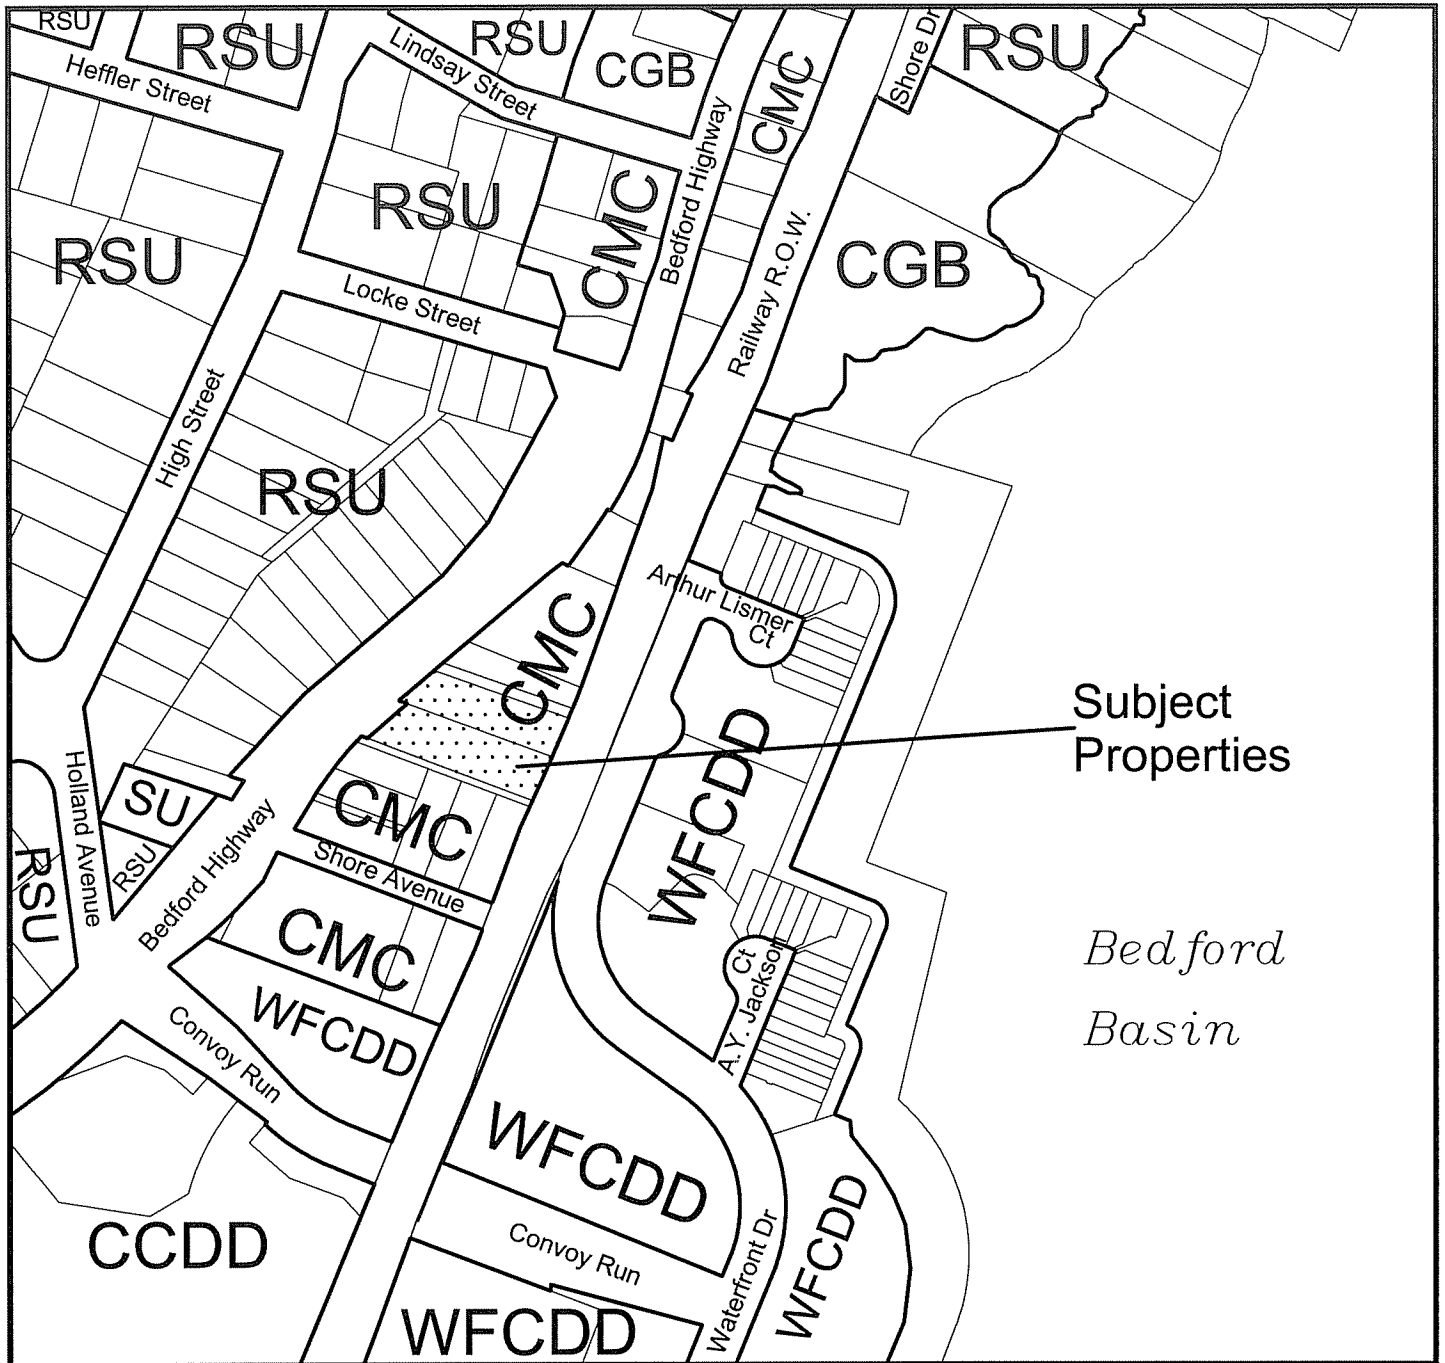 RSU
RSU
RSU
CGB
CMC
Shore Dr
RSU
Heffler Street
Lindsay Street
Bedford Highway
RSU
CMC
RSU
CGB
Railway R.O.W.
Locke Street
High Street
RSU
Arthur Lismer
Ct
CMC
Subject
Properties
WFCDD
Holland Avenue
SU
RSU
CMC
Shore Avenue
RSU
Bedford Highway
CMC
WFCDD
Ct
A.Y. Jackson
Bedford
Basin
Convoy Run
WFCDD
WFCDD
CCDD
Convoy Run
Waterfront Dr
WFCDD